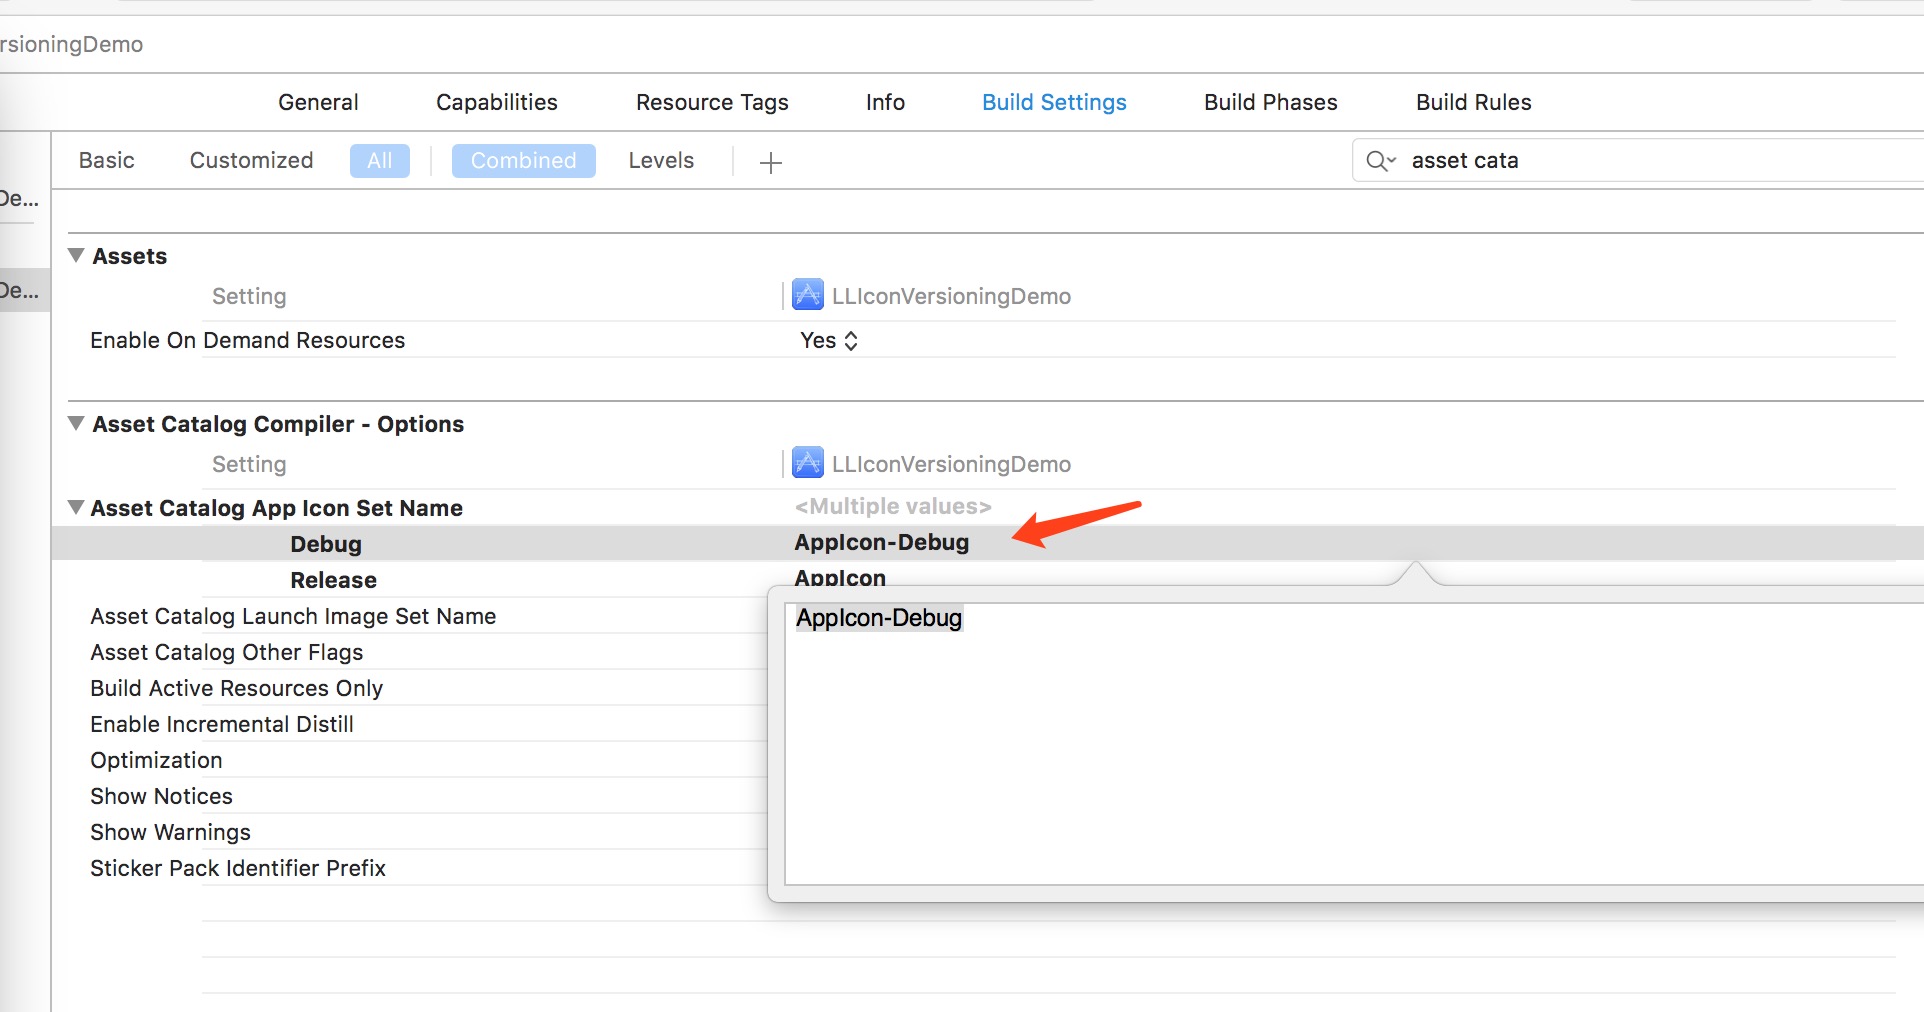 rsioningDemo
General Capabilities Resource Tags Info Build Settings Build Phases Build Rules
Basic Customized All Combined Levels + asset cata
De...
Assets
Setting LLIconVersioningDemo
De...
Enable On Demand Resources Yes
Asset Catalog Compiler - Options
Setting LLIconVersioningDemo
Asset Catalog App Icon Set Name <Multiple values>
Debug AppIcon-Debug
Release AppIcon
Asset Catalog Launch Image Set Name AppIcon-Debug
Asset Catalog Other Flags
Build Active Resources Only
Enable Incremental Distill
Optimization
Show Notices
Show Warnings
Sticker Pack Identifier Prefix